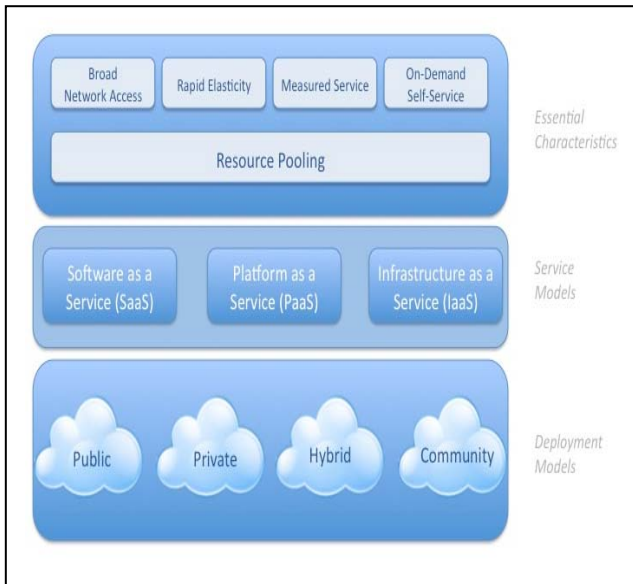 Broad
Network Access
Rapid Elasticity
Measured Service
On-Demand
Self-Service
Resource Pooling
Essential
Characteristics
Software as a
Service (SaaS)
Platform as a
Service (PaaS)
Infrastructure as a
Service (IaaS)
Service
Models
Public
Private
Hybrid
Community
Deployment
Models